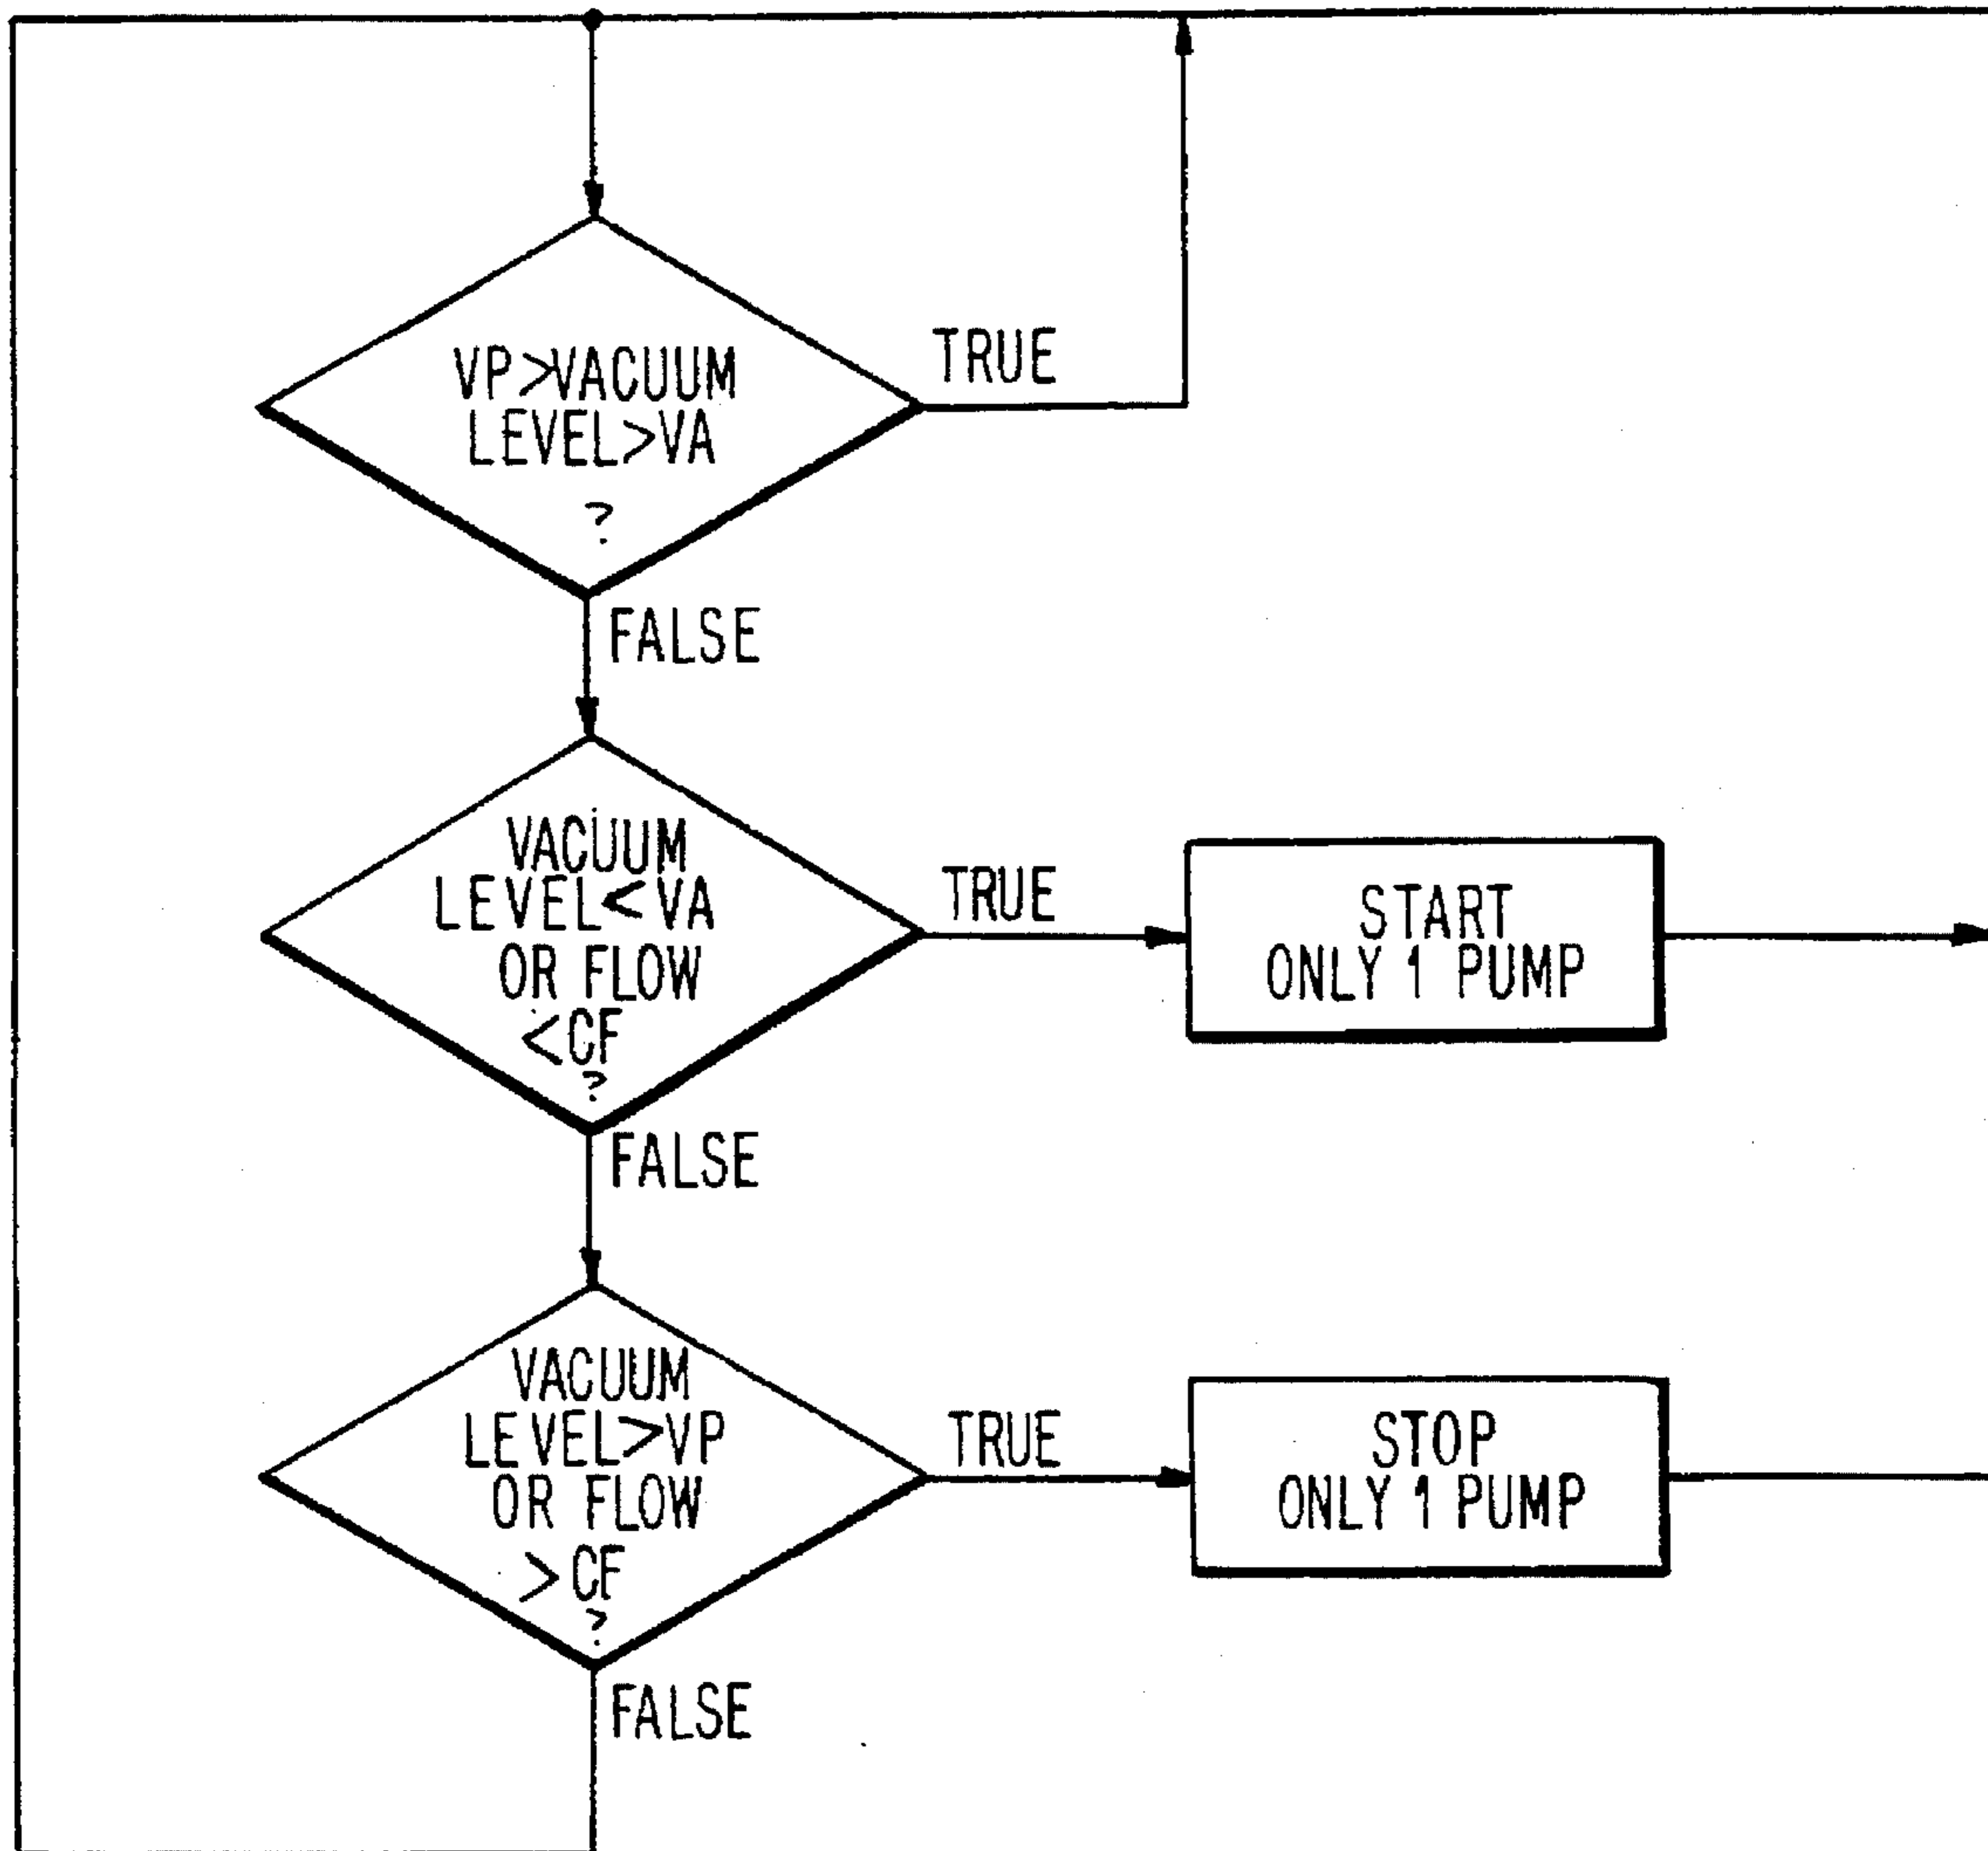 VP>VACUUM
LEVEL>VA
?
TRUE
FALSE
VACUUM
LEVEL<VA
OR FLOW
<CF
?
TRUE
START
ONLY 1 PUMP
FALSE
VACUUM
LEVEL>VP
OR FLOW
>CF
?
TRUE
STOP
ONLY 1 PUMP
FALSE